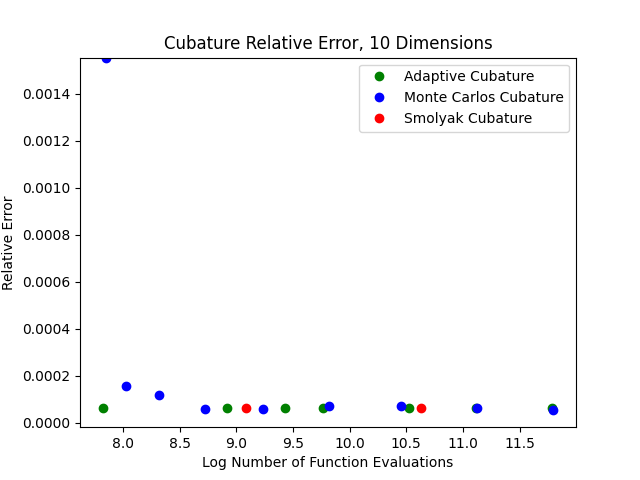 Cubature Relative Error, 10 Dimensions
Adaptive Cubature
Monte Carlos Cubature
Smolyak Cubature
0.0014
0.0012
0.0010
0.0008
0.0006
0.0004
0.0002
0.0000
Relative Error
8.0 8.5 9.0 9.5 10.0 10.5 11.0 11.5
Log Number of Function Evaluations